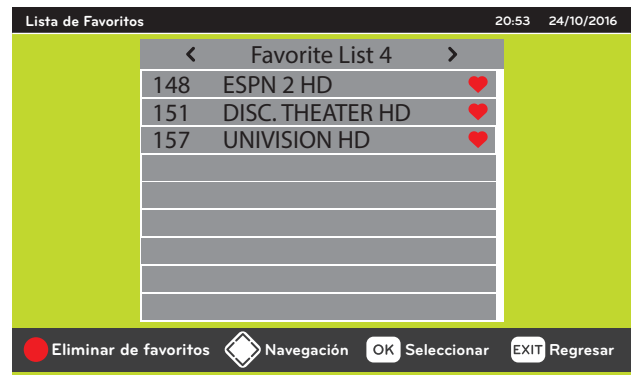 Lista de Favoritos 20:53 24/10/2016
Favorite List 4
148 ESPN 2 HD
151 DISC. THEATER HD
157 UNIVISION HD
Eliminar de favoritos Navegación OK Seleccionar EXIT Regresar